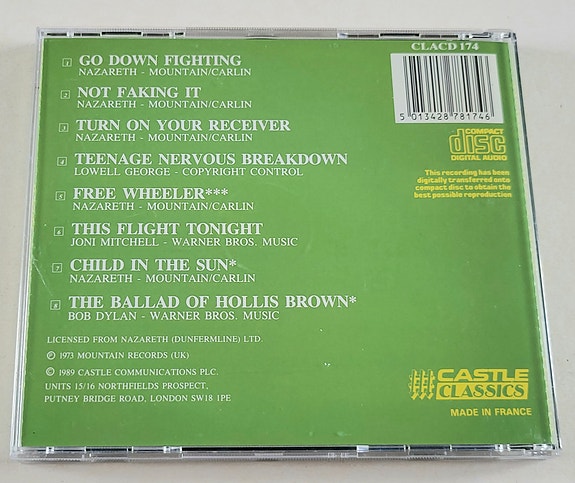 CLACD 174
5 013428 781746
COMPACT
disc
DIGITAL AUDIO
This recording has been
digitally transferred onto
compact disc to obtain the
best possible reproduction
1 GO DOWN FIGHTING
NAZARETH - MOUNTAIN/CARLIN
2 NOT FAKING IT
NAZARETH - MOUNTAIN/CARLIN
3 TURN ON YOUR RECEIVER
NAZARETH - MOUNTAIN/CARLIN
4 TEENAGE NERVOUS BREAKDOWN
LOWELL GEORGE - COPYRIGHT CONTROL
5 FREE WHEELER***
NAZARETH - MOUNTAIN/CARLIN
6 THIS FLIGHT TONIGHT
JONI MITCHELL - WARNER BROS. MUSIC
7 CHILD IN THE SUN*
NAZARETH - MOUNTAIN/CARLIN
8 THE BALLAD OF HOLLIS BROWN*
BOB DYLAN - WARNER BROS. MUSIC
LICENSED FROM NAZARETH (DUNFERMLINE) LTD.
℗ 1973 MOUNTAIN RECORDS (UK)
© 1989 CASTLE COMMUNICATIONS PLC.
UNITS 15/16 NORTHFIELDS PROSPECT,
PUTNEY BRIDGE ROAD, LONDON SW18 1PE
CASTLE
CLASSICS
MADE IN FRANCE